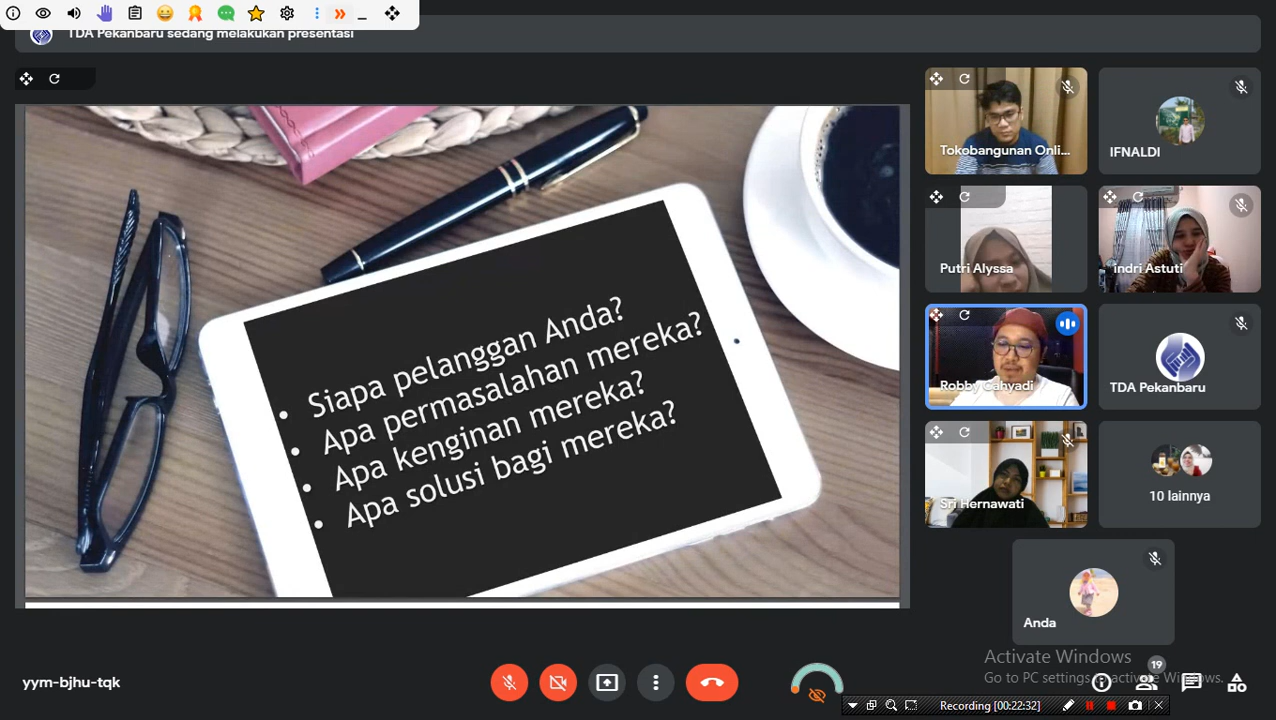 TDA Pekanbaru sedang melakukan presentasi
• Siapa pelanggan Anda?
• Apa permasalahan mereka?
• Apa kenginan mereka?
• Apa solusi bagi mereka?
Tokobangunan Onli...
IFNALDI
Putri Alyssa
indri Astuti
Robby Cahyadi
TDA Pekanbaru
Sri Hernawati
10 lainnya
Anda
Activate Windows
Go to PC settings to activate Windows.
yym-bjhu-tqk
19
Recording [00:22:32]